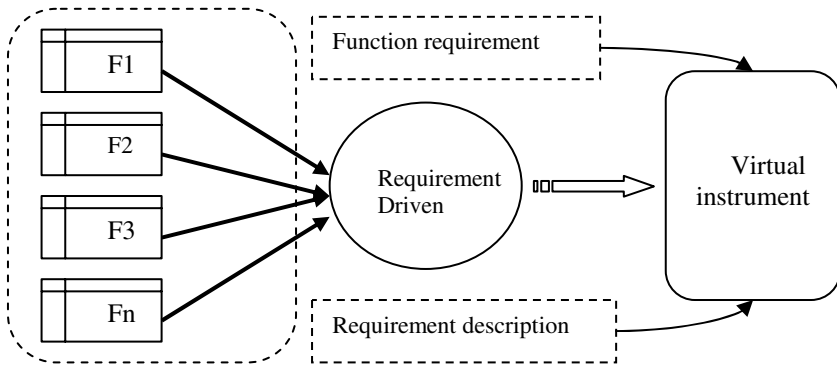 F1
F2
F3
Fn
Function requirement
Requirement
Driven
Requirement description
Virtual
instrument